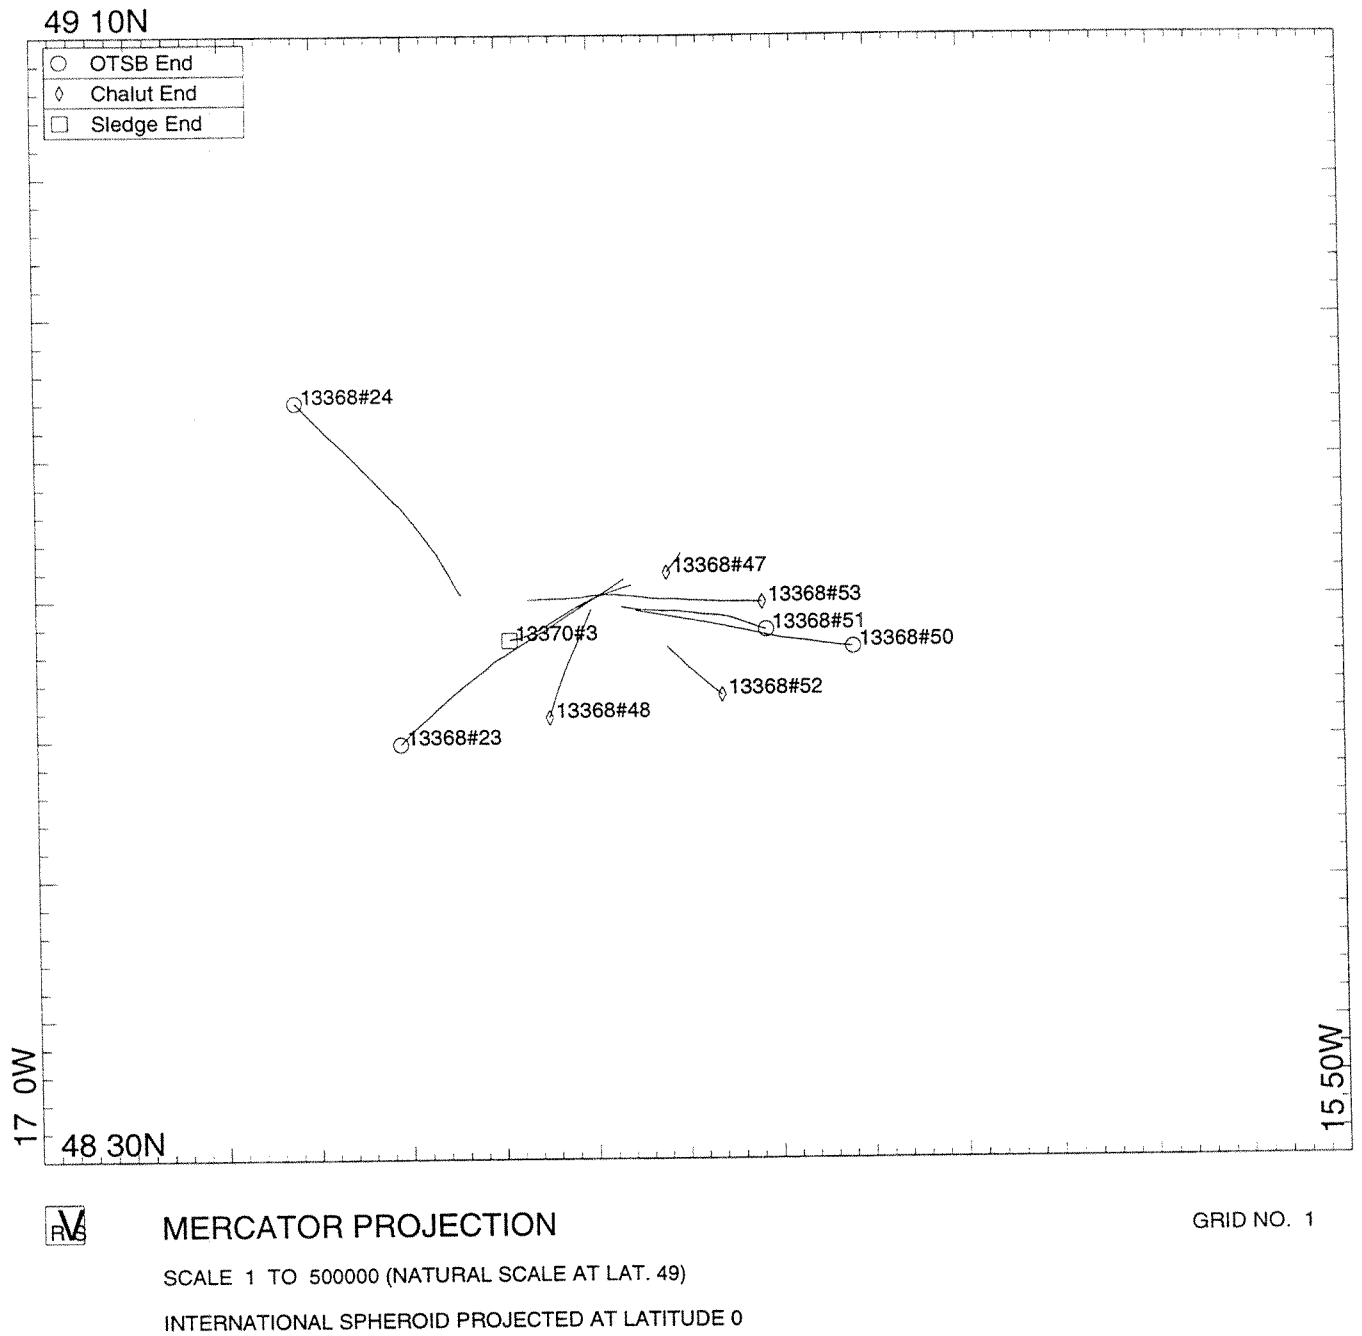 49 10N
OTSB End
Chalut End
Sledge End
13368#24
13368#47
13368#53
13368#51
13370#3
13368#50
13368#52
13368#48
13368#23
17 0W
15 50W
48 30N
RVS
MERCATOR PROJECTION
GRID NO. 1
SCALE 1 TO 500000 (NATURAL SCALE AT LAT. 49)
INTERNATIONAL SPHEROID PROJECTED AT LATITUDE 0